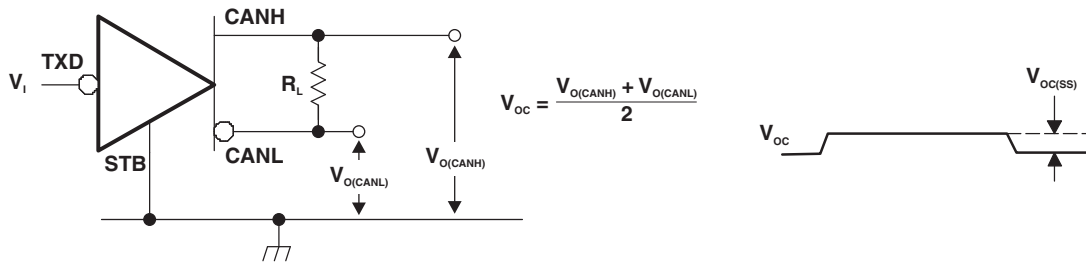 CANH
TXD
V_I
R_L
V_OC = (V_O(CANH) + V_O(CANL)) / 2
V_OC(SS)
V_OC
STB
CANL
V_O(CANL)
V_O(CANH)